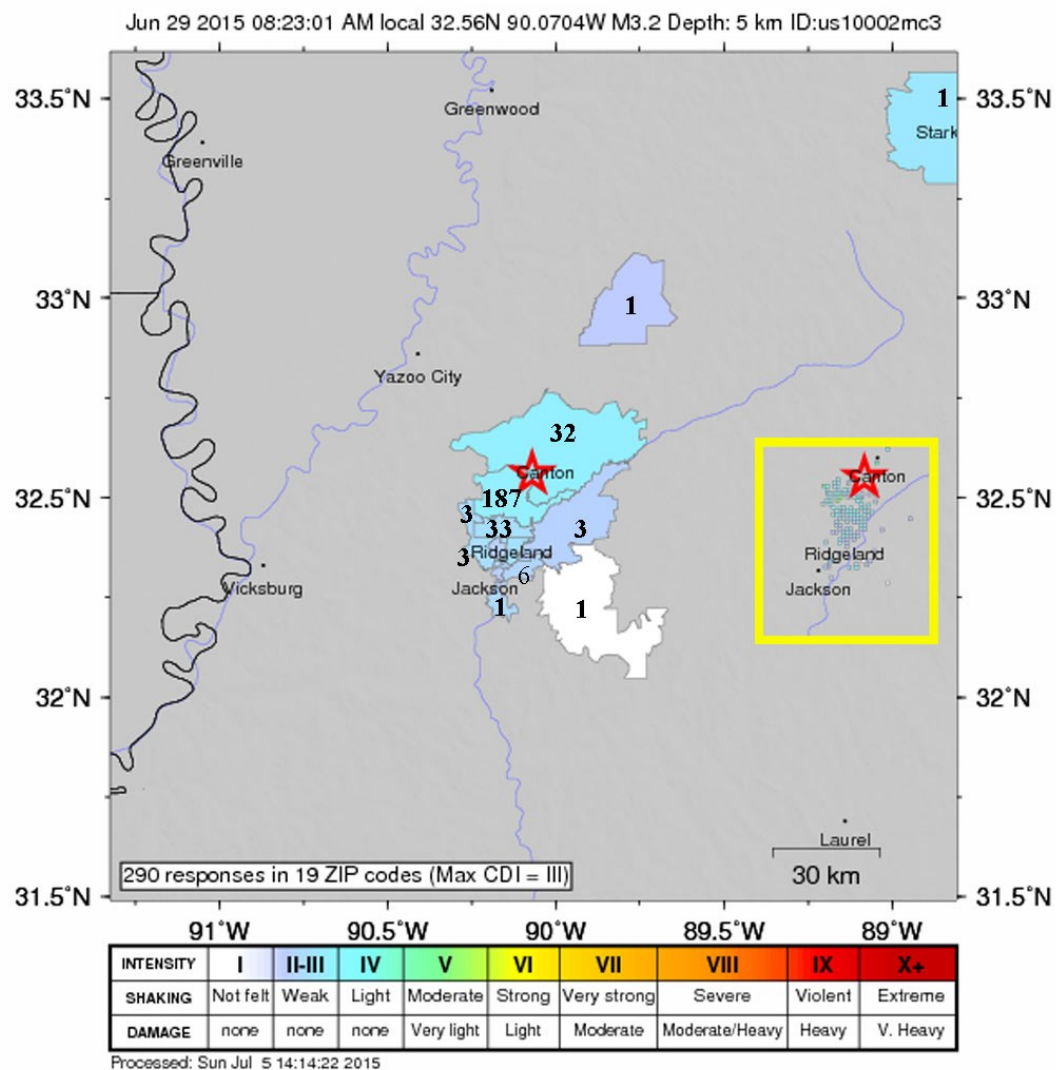 Jun 29 2015 08:23:01 AM local 32.56N 90.0704W M3.2 Depth: 5 km ID:us10002mc3
33.5˚N
Greenwood
1
33.5˚N
Greenville
Stark
33˚N
1
33˚N
Yazoo City
32
Canton
Canton
32.5˚N
187
32.5˚N
3
33
3
3
Ridgeland
Ridgeland
Vicksburg
Jackson
6
Jackson
1
1
32˚N
32˚N
Laurel
290 responses in 19 ZIP codes (Max CDI = III)
30 km
31.5˚N
31.5˚N
91˚W
90.5˚W
90˚W
89.5˚W
89˚W
INTENSITY I II-III IV V VI VII VIII IX X+
SHAKING Not felt Weak Light Moderate Strong Very strong Severe Violent Extreme
DAMAGE none none none Very light Light Moderate Moderate/Heavy Heavy V. Heavy
Processed: Sun Jul 5 14:14:22 2015